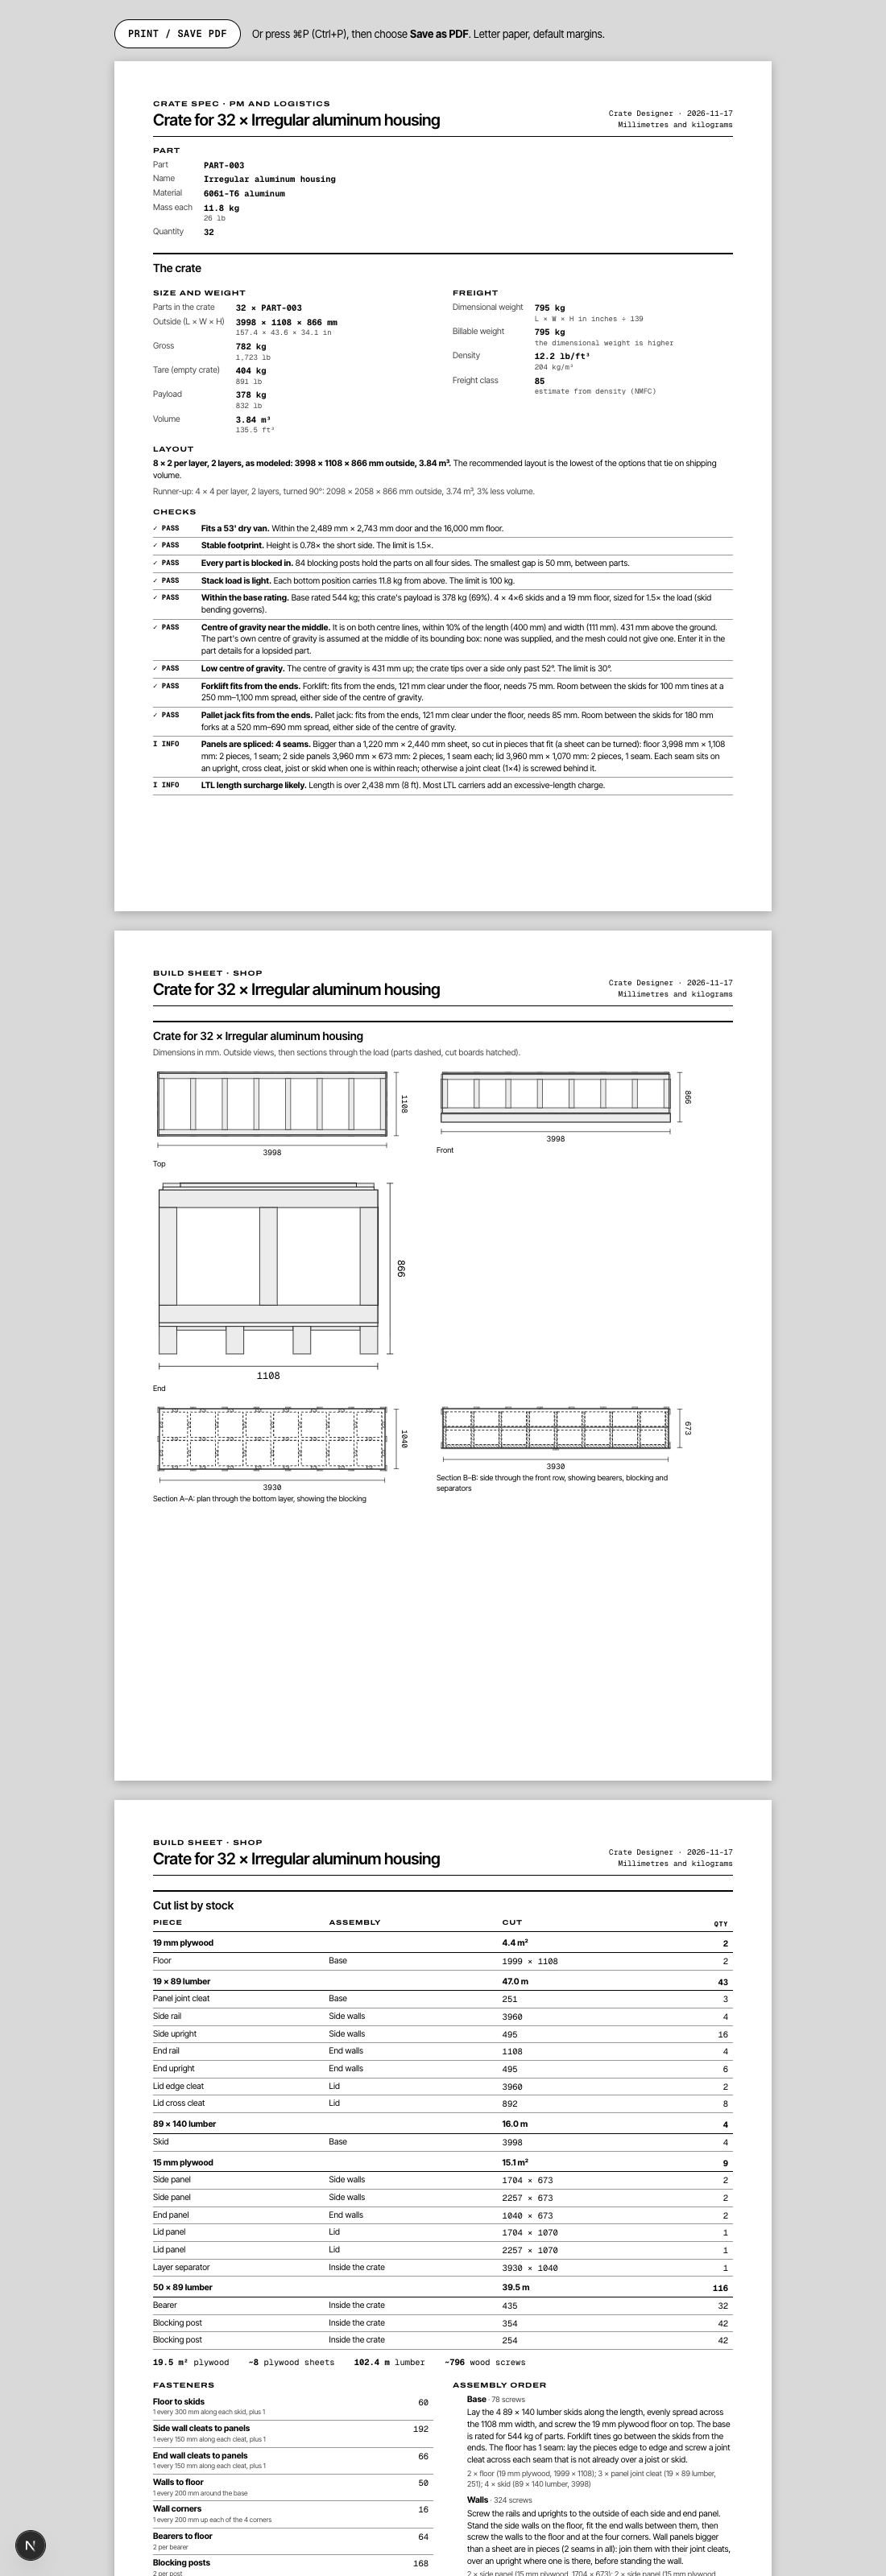 PRINT / SAVE PDF
Or press ⌘P (Ctrl+P), then choose Save as PDF. Letter paper, default margins.
CRATE SPEC · PM AND LOGISTICS
Crate for 32 × Irregular aluminum housing
Crate Designer · 2026-11-17
Millimetres and kilograms
PART
Part PART-003
Name Irregular aluminum housing
Material 6061-T6 aluminum
Mass each 11.8 kg
26 lb
Quantity 32
The crate
SIZE AND WEIGHT
Parts in the crate 32 × PART-003
Outside (L × W × H) 3998 × 1108 × 866 mm
157.4 × 43.6 × 34.1 in
Gross 782 kg
1,723 lb
Tare (empty crate) 404 kg
891 lb
Payload 378 kg
832 lb
Volume 3.84 m³
135.5 ft³
FREIGHT
Dimensional weight 795 kg
L × W × H in inches ÷ 139
Billable weight 795 kg
the dimensional weight is higher
Density 12.2 lb/ft³
204 kg/m³
Freight class 85
estimate from density (NMFC)
LAYOUT
8 × 2 per layer, 2 layers, as modeled: 3998 × 1108 × 866 mm outside, 3.84 m³. The recommended layout is the lowest of the options that tie on shipping
volume.
Runner-up: 4 × 4 per layer, 2 layers, turned 90°: 2098 × 2058 × 866 mm outside, 3.74 m³, 3% less volume.
CHECKS
✓ PASS Fits a 53' dry van. Within the 2,489 mm × 2,743 mm door and the 16,000 mm floor.
✓ PASS Stable footprint. Height is 0.78× the short side. The limit is 1.5×.
✓ PASS Every part is blocked in. 84 blocking posts hold the parts on all four sides. The smallest gap is 50 mm, between parts.
✓ PASS Stack load is light. Each bottom position carries 11.8 kg from above. The limit is 100 kg.
✓ PASS Within the base rating. Base rated 544 kg; this crate's payload is 378 kg (69%). 4 × 4×6 skids and a 19 mm floor, sized for 1.5× the load (skid
bending governs).
✓ PASS Centre of gravity near the middle. It is on both centre lines, within 10% of the length (400 mm) and width (111 mm). 431 mm above the ground.
The part's own centre of gravity is assumed at the middle of its bounding box: none was supplied, and the mesh could not give one. Enter it in the
part details for a lopsided part.
✓ PASS Low centre of gravity. The centre of gravity is 431 mm up; the crate tips over a side only past 52°. The limit is 30°.
✓ PASS Forklift fits from the ends. Forklift: fits from the ends, 121 mm clear under the floor, needs 75 mm. Room between the skids for 100 mm tines at a
250 mm–1,100 mm spread, either side of the centre of gravity.
✓ PASS Pallet jack fits from the ends. Pallet jack: fits from the ends, 121 mm clear under the floor, needs 85 mm. Room between the skids for 180 mm
forks at a 520 mm–690 mm spread, either side of the centre of gravity.
I INFO Panels are spliced: 4 seams. Bigger than a 1,220 mm × 2,440 mm sheet, so cut in pieces that fit (a sheet can be turned): floor 3,998 mm × 1,108
mm: 2 pieces, 1 seam; 2 side panels 3,960 mm × 673 mm: 2 pieces, 1 seam each; lid 3,960 mm × 1,070 mm: 2 pieces, 1 seam. Each seam sits on
an upright, cross cleat, joist or skid when one is within reach; otherwise a joint cleat (1×4) is screwed behind it.
I INFO LTL length surcharge likely. Length is over 2,438 mm (8 ft). Most LTL carriers add an excessive-length charge.
BUILD SHEET · SHOP
Crate for 32 × Irregular aluminum housing
Crate Designer · 2026-11-17
Millimetres and kilograms
Crate for 32 × Irregular aluminum housing
Dimensions in mm. Outside views, then sections through the load (parts dashed, cut boards hatched).
1108
3998
Top
866
3998
Front
866
1108
End
1040
3930
Section A–A: plan through the bottom layer, showing the blocking
673
3930
Section B–B: side through the front row, showing bearers, blocking and
separators
BUILD SHEET · SHOP
Crate for 32 × Irregular aluminum housing
Crate Designer · 2026-11-17
Millimetres and kilograms
Cut list by stock
PIECE ASSEMBLY CUT QTY
19 mm plywood 4.4 m² 2
Floor Base 1999 × 1108 2
19 × 89 lumber 47.0 m 43
Panel joint cleat Base 251 3
Side rail Side walls 3960 4
Side upright Side walls 495 16
End rail End walls 1108 4
End upright End walls 495 6
Lid edge cleat Lid 3960 2
Lid cross cleat Lid 892 8
89 × 140 lumber 16.0 m 4
Skid Base 3998 4
15 mm plywood 15.1 m² 9
Side panel Side walls 1704 × 673 2
Side panel Side walls 2257 × 673 2
End panel End walls 1040 × 673 2
Lid panel Lid 1704 × 1070 1
Lid panel Lid 2257 × 1070 1
Layer separator Inside the crate 3930 × 1040 1
50 × 89 lumber 39.5 m 116
Bearer Inside the crate 435 32
Blocking post Inside the crate 354 42
Blocking post Inside the crate 254 42
19.5 m² plywood ~8 plywood sheets 102.4 m lumber ~796 wood screws
FASTENERS
Floor to skids 60
1 every 300 mm along each skid, plus 1
Side wall cleats to panels 192
1 every 150 mm along each cleat, plus 1
End wall cleats to panels 66
1 every 150 mm along each cleat, plus 1
Walls to floor 50
1 every 200 mm around the base
Wall corners 16
1 every 200 mm up each of the 4 corners
Bearers to floor 64
2 per bearer
Blocking posts 168
2 per post
ASSEMBLY ORDER
Base · 78 screws
Lay the 4 89 × 140 lumber skids along the length, evenly spread across
the 1108 mm width, and screw the 19 mm plywood floor on top. The base
is rated for 544 kg of parts. Forklift tines go between the skids from the
ends. The floor has 1 seam: lay the pieces edge to edge and screw a joint
cleat across each seam that is not already over a joist or skid.
2 × floor (19 mm plywood, 1999 × 1108); 3 × panel joint cleat (19 × 89 lumber,
251); 4 × skid (89 × 140 lumber, 3998)
Walls · 324 screws
Screw the rails and uprights to the outside of each side and end panel.
Stand the side walls on the floor, fit the end walls between them, then
screw the walls to the floor and at the four corners. Wall panels bigger
than a sheet are in pieces (2 seams in all): join them with their joint cleats,
over an upright where one is there, before standing the wall.
2 × side panel (15 mm plywood, 1704 × 673); 2 × side panel (15 mm plywood,
N